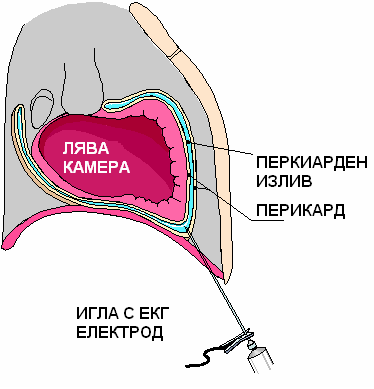 ЛЯВА
КАМЕРА
ПЕРКИАРДЕН
ИЗЛИВ
ПЕРИКАРД
ИГЛА С ЕКГ
ЕЛЕКТРОД